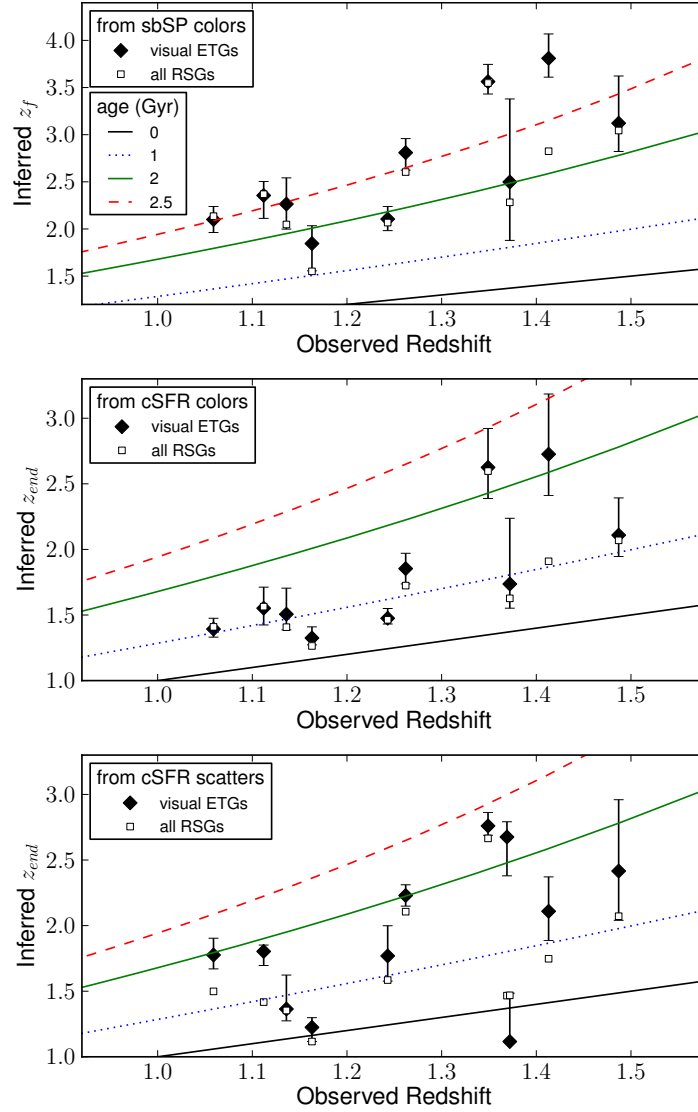 from sbSP colors
visual ETGs
all RSGs
age (Gyr)
0
1
2
2.5
4.0
3.5
3.0
2.5
2.0
1.5
Inferred z_f
1.0 1.1 1.2 1.3 1.4 1.5
Observed Redshift
from cSFR colors
visual ETGs
all RSGs
3.0
2.5
2.0
1.5
1.0
Inferred z_end
1.0 1.1 1.2 1.3 1.4 1.5
Observed Redshift
from cSFR scatters
visual ETGs
all RSGs
3.0
2.5
2.0
1.5
1.0
Inferred z_end
1.0 1.1 1.2 1.3 1.4 1.5
Observed Redshift